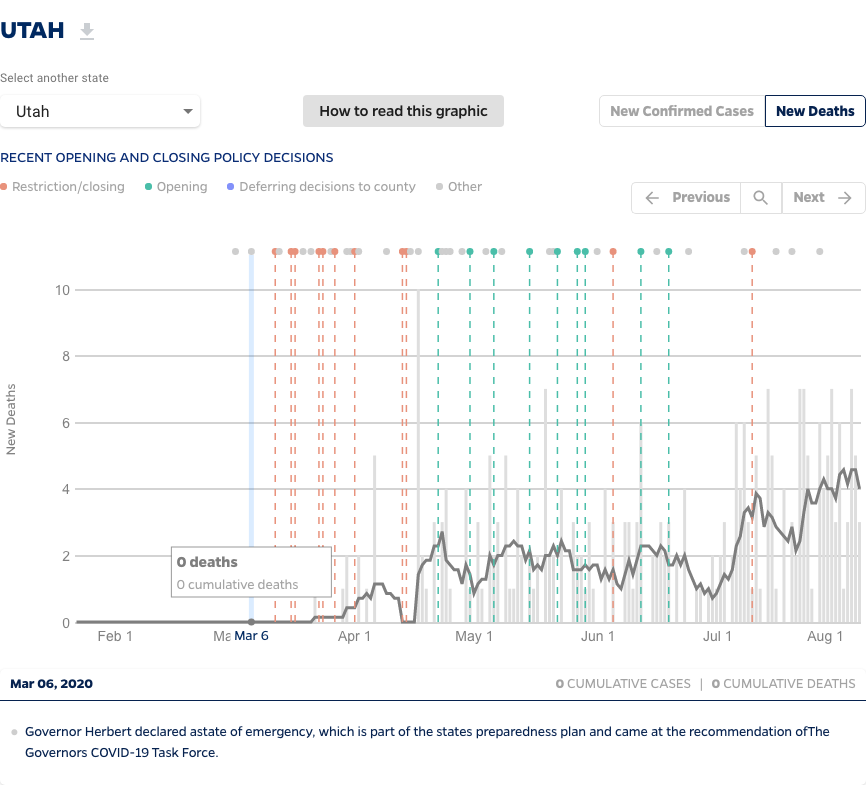 UTAH
Select another state
Utah
How to read this graphic
New Confirmed Cases
New Deaths
RECENT OPENING AND CLOSING POLICY DECISIONS
Restriction/closing
Opening
Deferring decisions to county
Other
Previous
Next
New Deaths
10
8
6
4
2
0
0 deaths
0 cumulative deaths
Feb 1
Ma
Mar 6
Apr 1
May 1
Jun 1
Jul 1
Aug 1
Mar 06, 2020
0 CUMULATIVE CASES | 0 CUMULATIVE DEATHS
Governor Herbert declared astate of emergency, which is part of the states preparedness plan and came at the recommendation ofThe
Governors COVID-19 Task Force.